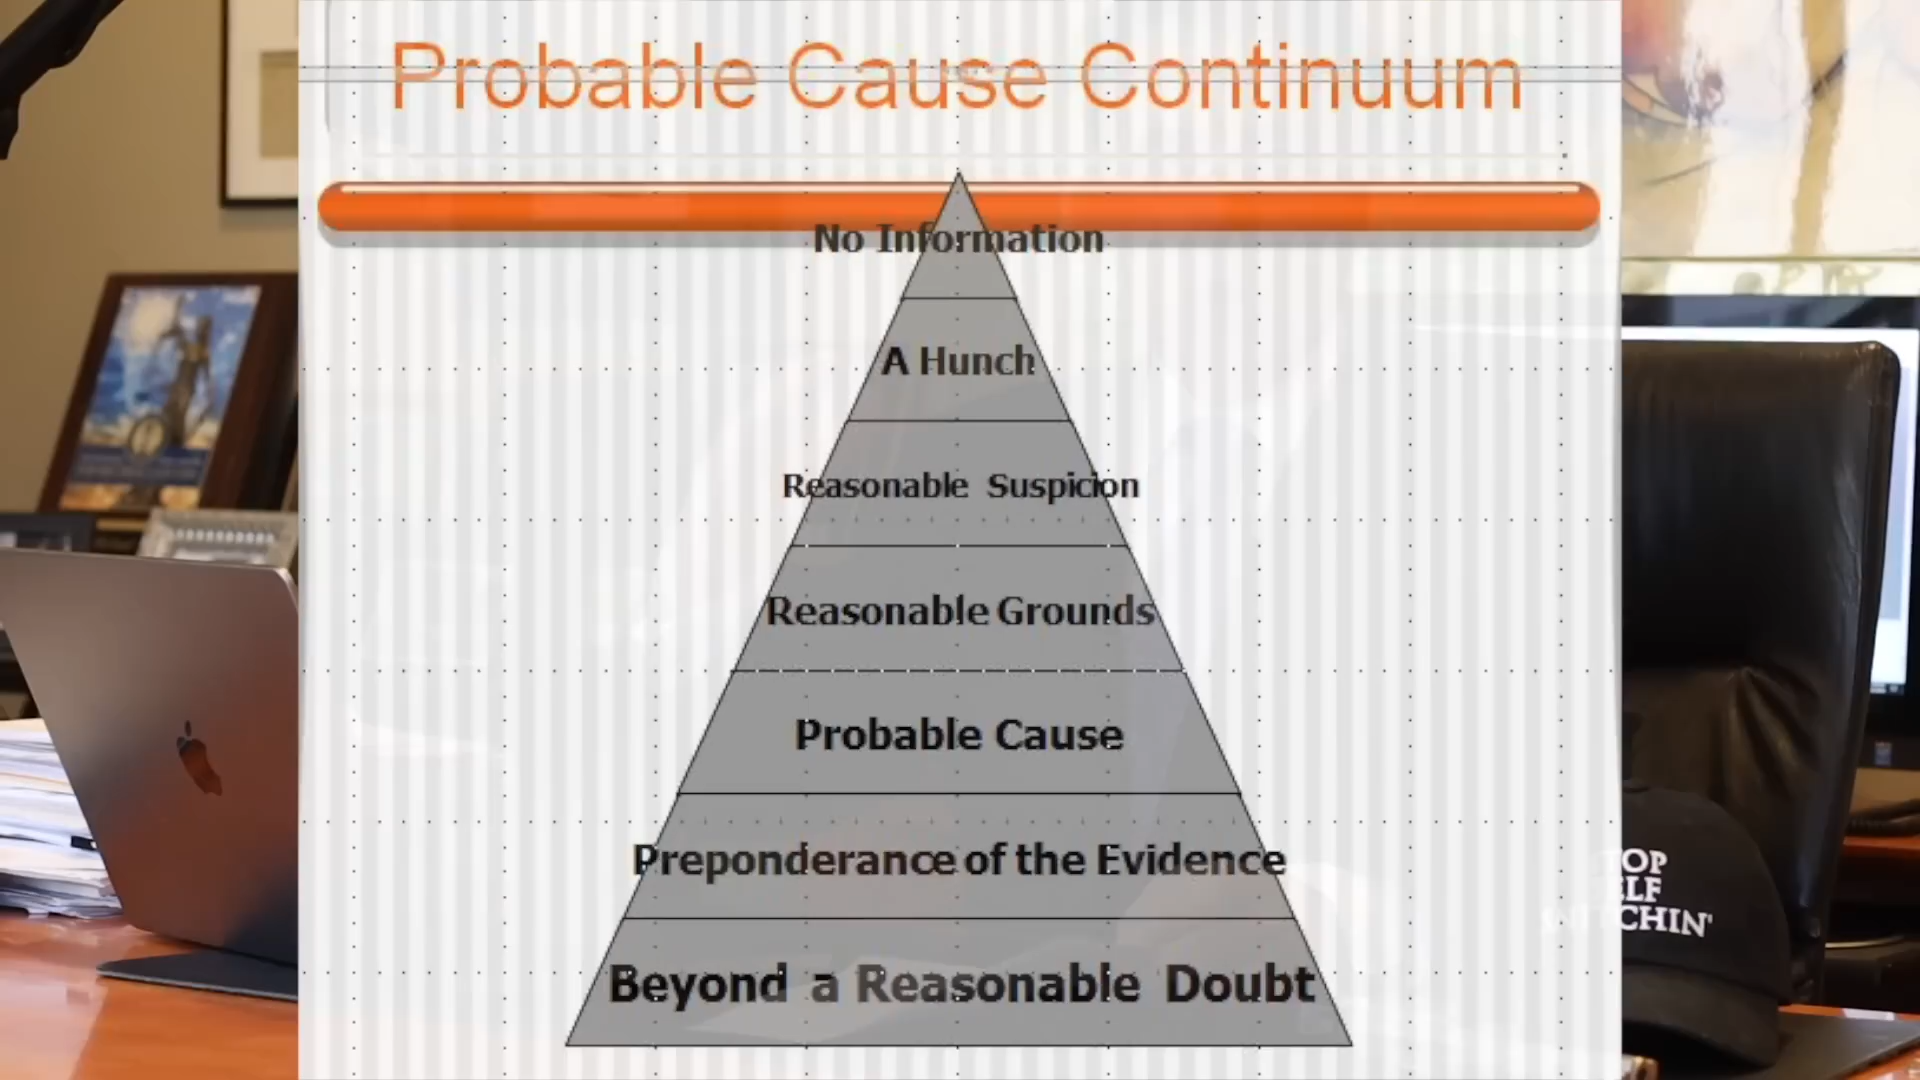 Probable Cause Continuum
No Information
A Hunch
Reasonable Suspicion
Reasonable Grounds
Probable Cause
Preponderance of the Evidence
Beyond a Reasonable Doubt